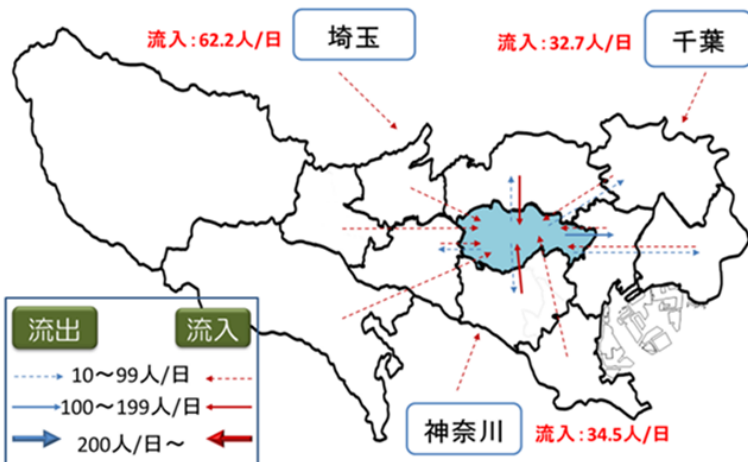 流入：62.2人/日
埼玉
流入：32.7人/日
千葉
流出
流入
10～99人/日
100～199人/日
200人/日～
神奈川
流入：34.5人/日